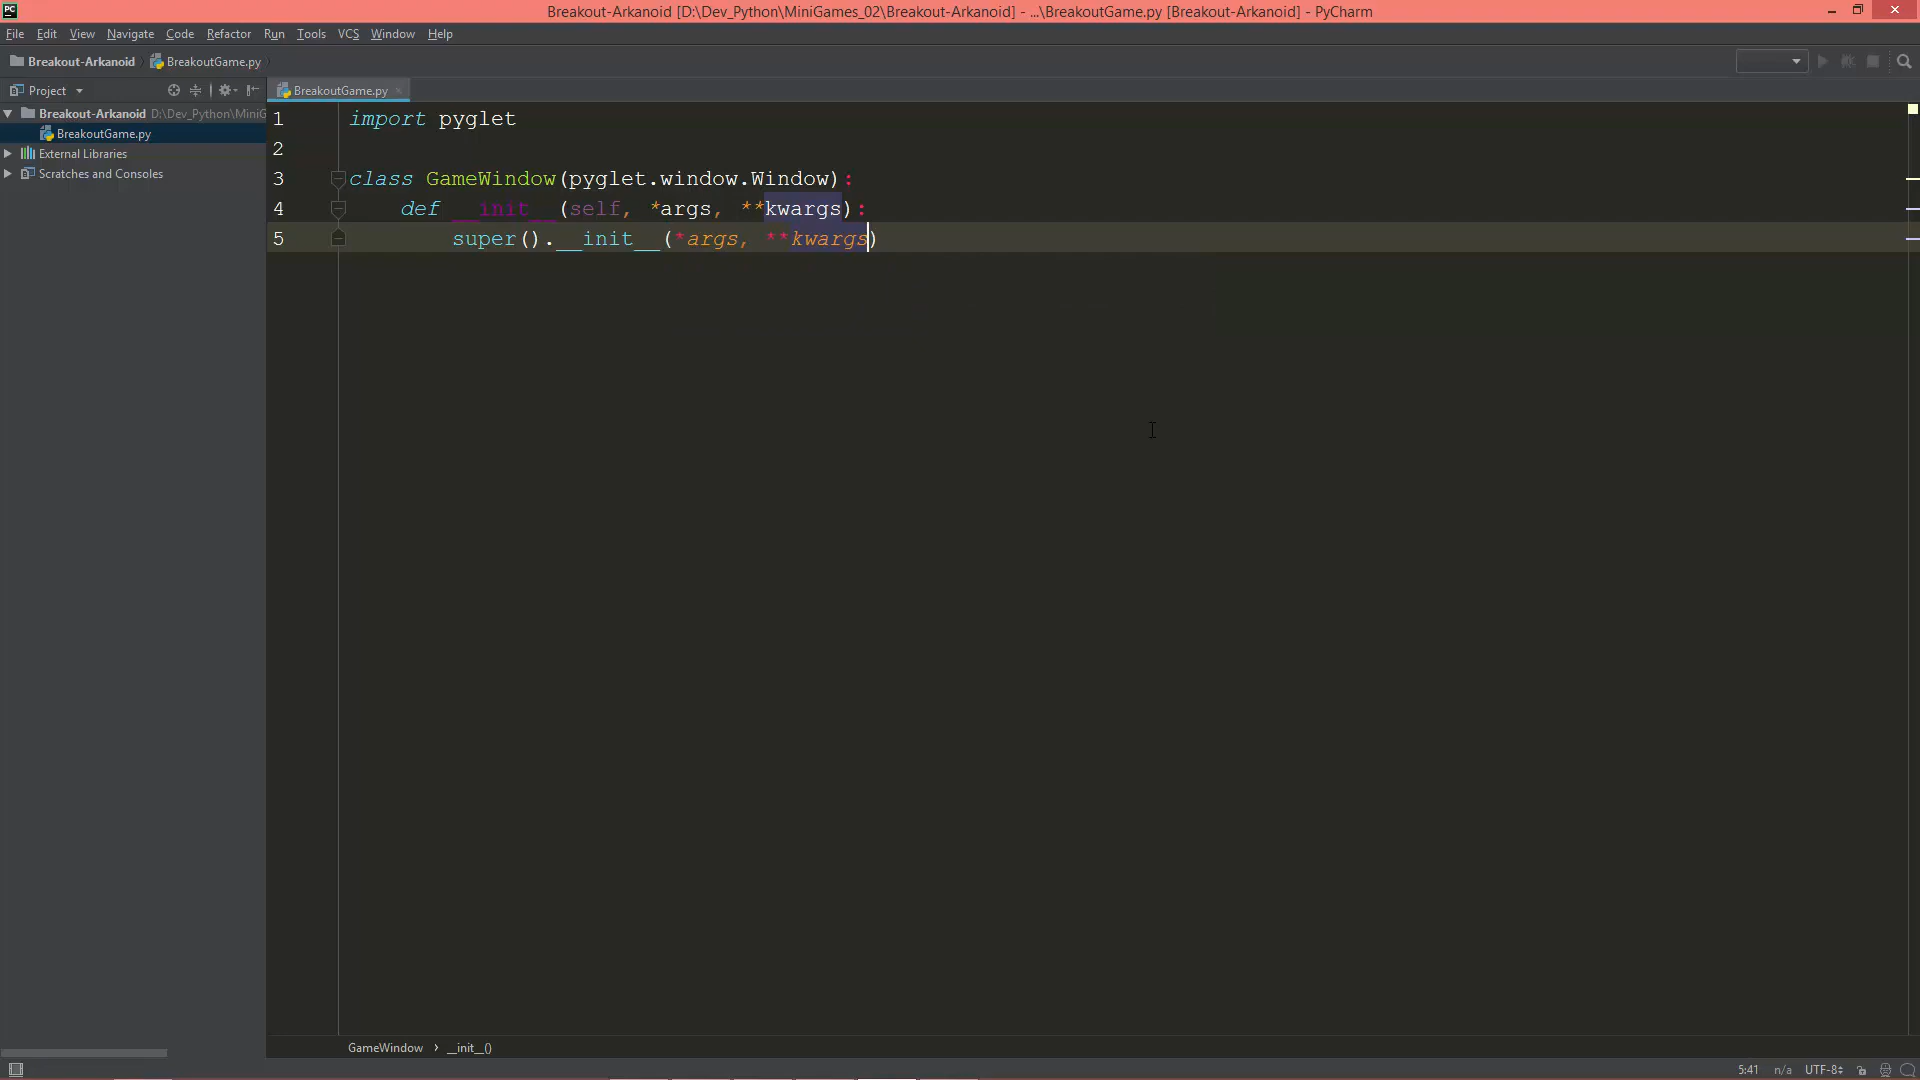 PC Breakout-Arkanoid [D:\Dev_Python\MiniGames_02\Breakout-Arkanoid] - ...\BreakoutGame.py [Breakout-Arkanoid] - PyCharm
File Edit View Navigate Code Refactor Run Tools VCS Window Help
Breakout-Arkanoid BreakoutGame.py
Project BreakoutGame.py
Breakout-Arkanoid D:\Dev_Python\MiniG
BreakoutGame.py
External Libraries
Scratches and Consoles
1 import pyglet
2
3 class GameWindow(pyglet.window.Window):
4 def __init__(self, *args, **kwargs):
5 super().__init__(*args, **kwargs)
GameWindow › __init__()
5:41 n/a UTF-8